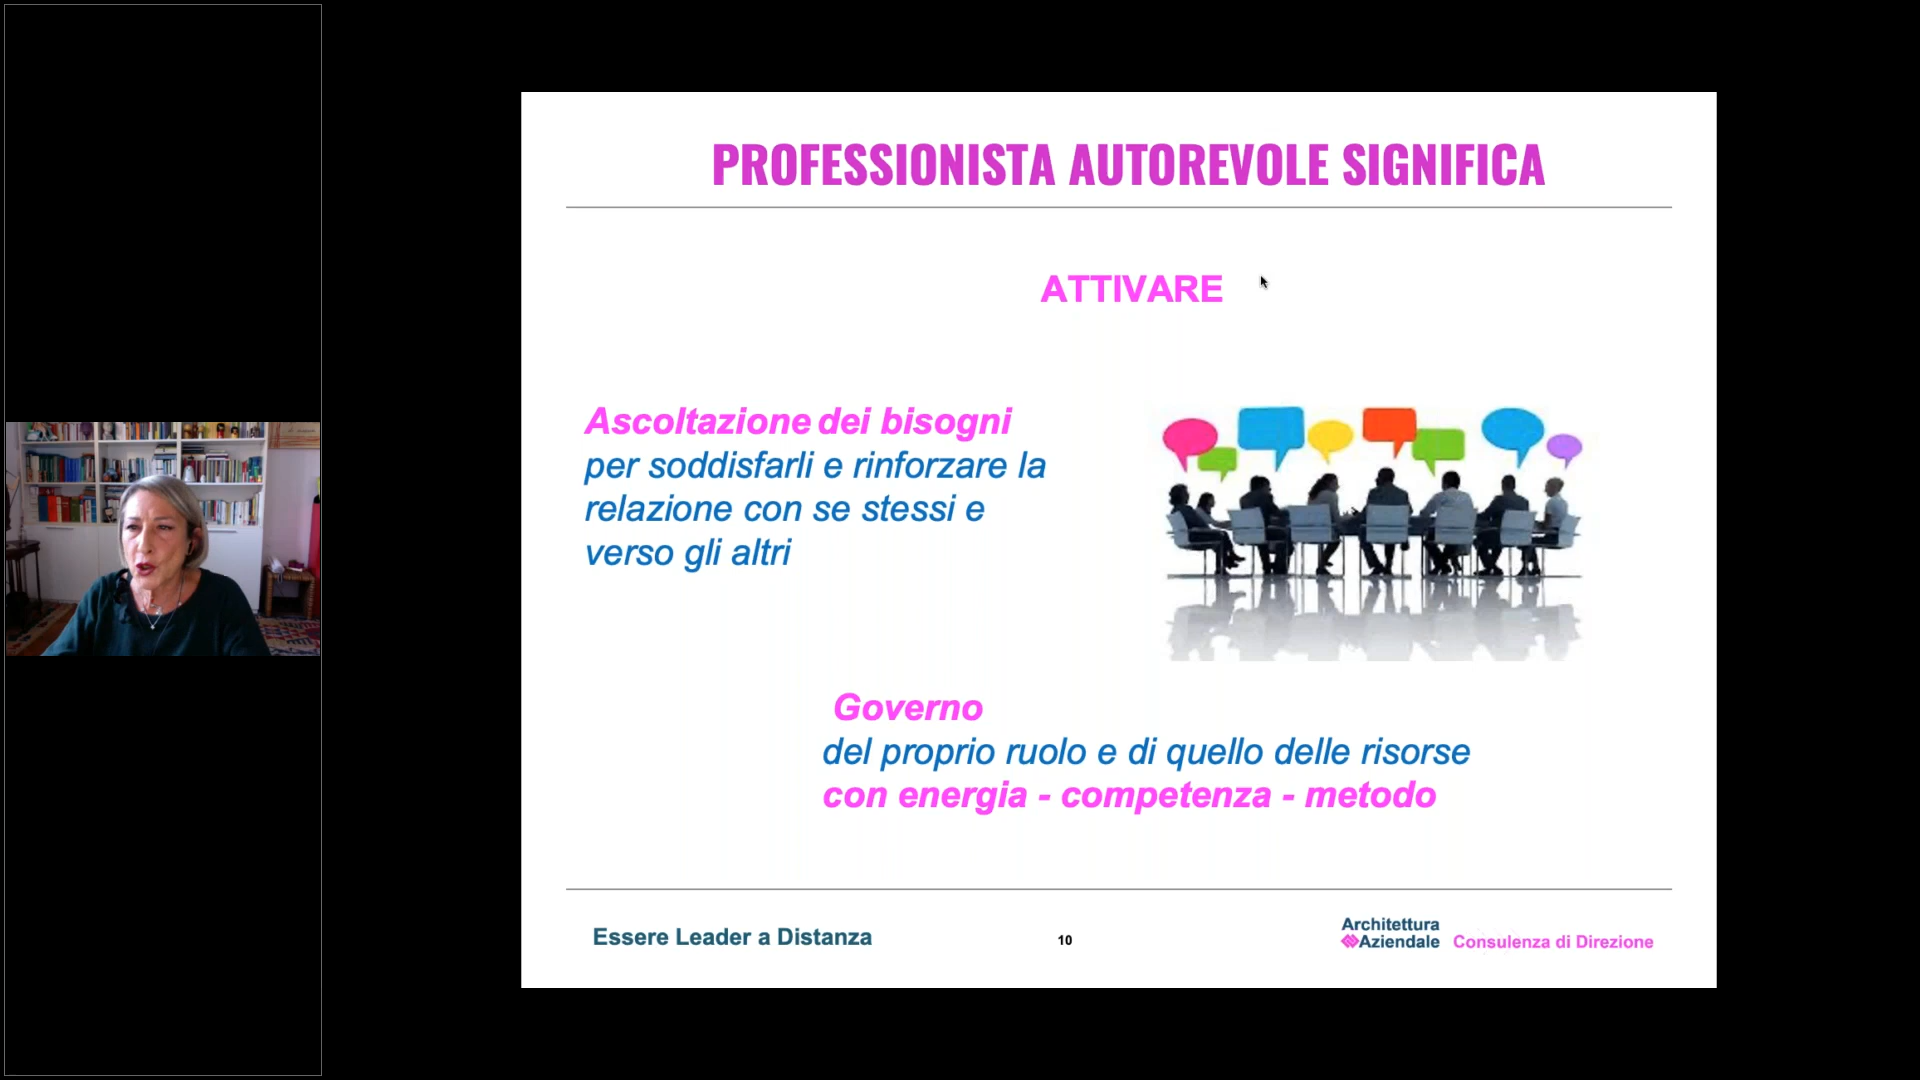 PROFESSIONISTA AUTOREVOLE SIGNIFICA
ATTIVARE
Ascoltazione dei bisogni
per soddisfarli e rinforzare la
relazione con se stessi e
verso gli altri
Governo
del proprio ruolo e di quello delle risorse
con energia - competenza - metodo
Essere Leader a Distanza
10
Architettura
Aziendale Consulenza di Direzione